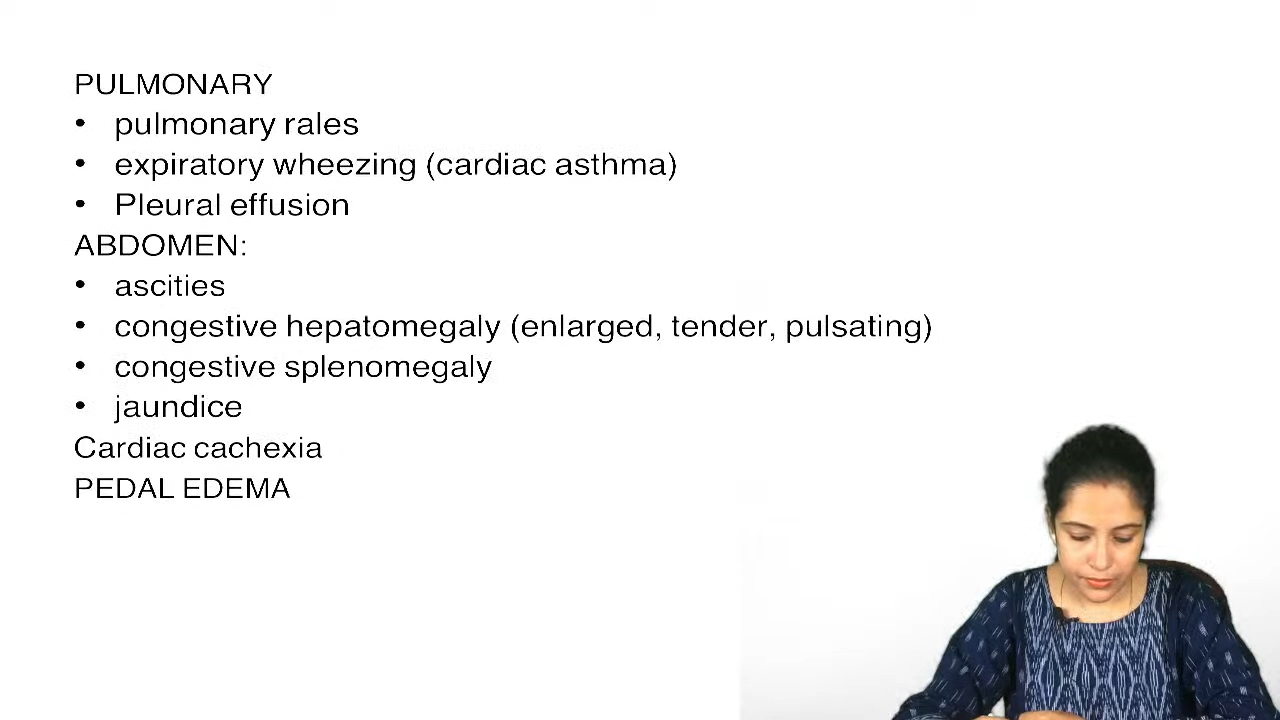 PULMONARY
• pulmonary rales
• expiratory wheezing (cardiac asthma)
• Pleural effusion
ABDOMEN:
• ascities
• congestive hepatomegaly (enlarged, tender, pulsating)
• congestive splenomegaly
• jaundice
Cardiac cachexia
PEDAL EDEMA